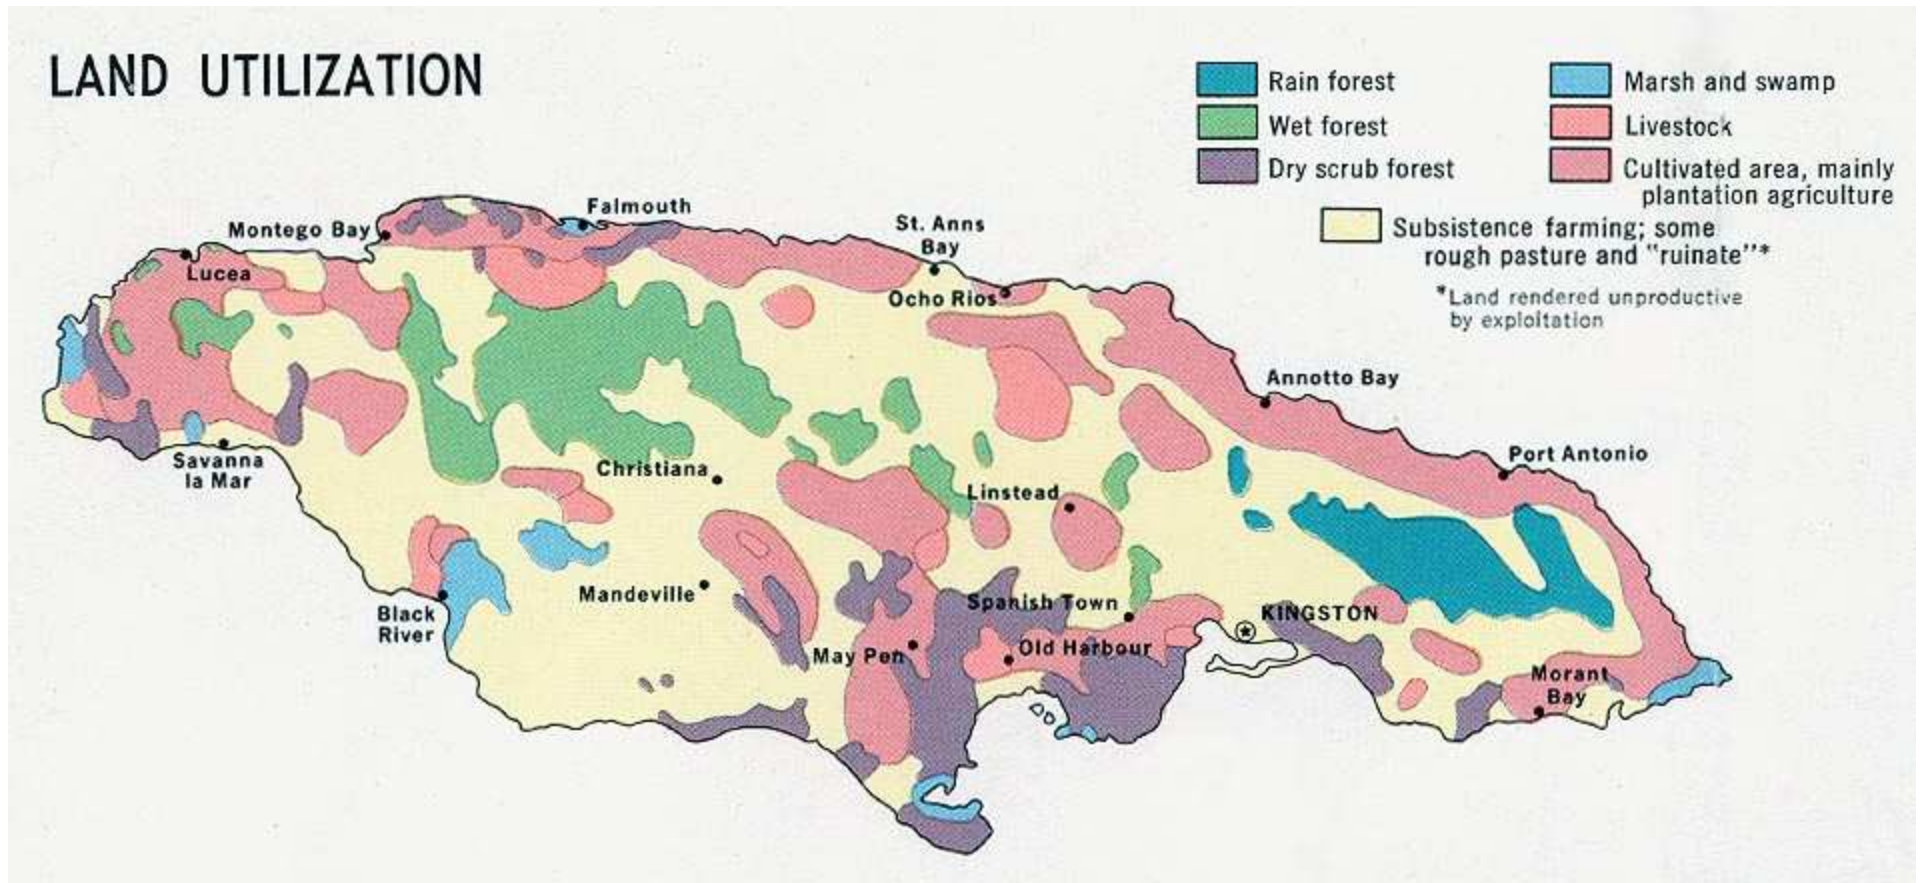 LAND UTILIZATION
Rain forest
Wet forest
Dry scrub forest
Marsh and swamp
Livestock
Cultivated area, mainly
plantation agriculture
Subsistence farming; some
rough pasture and "ruinate"*
*Land rendered unproductive
by exploitation
Montego Bay
Falmouth
St. Anns
Bay
Lucea
Ocho Rios
Annotto Bay
Savanna
la Mar
Christiana
Port Antonio
Linstead
Mandeville
Black
River
Spanish Town
KINGSTON
May Pen
Old Harbour
Morant
Bay